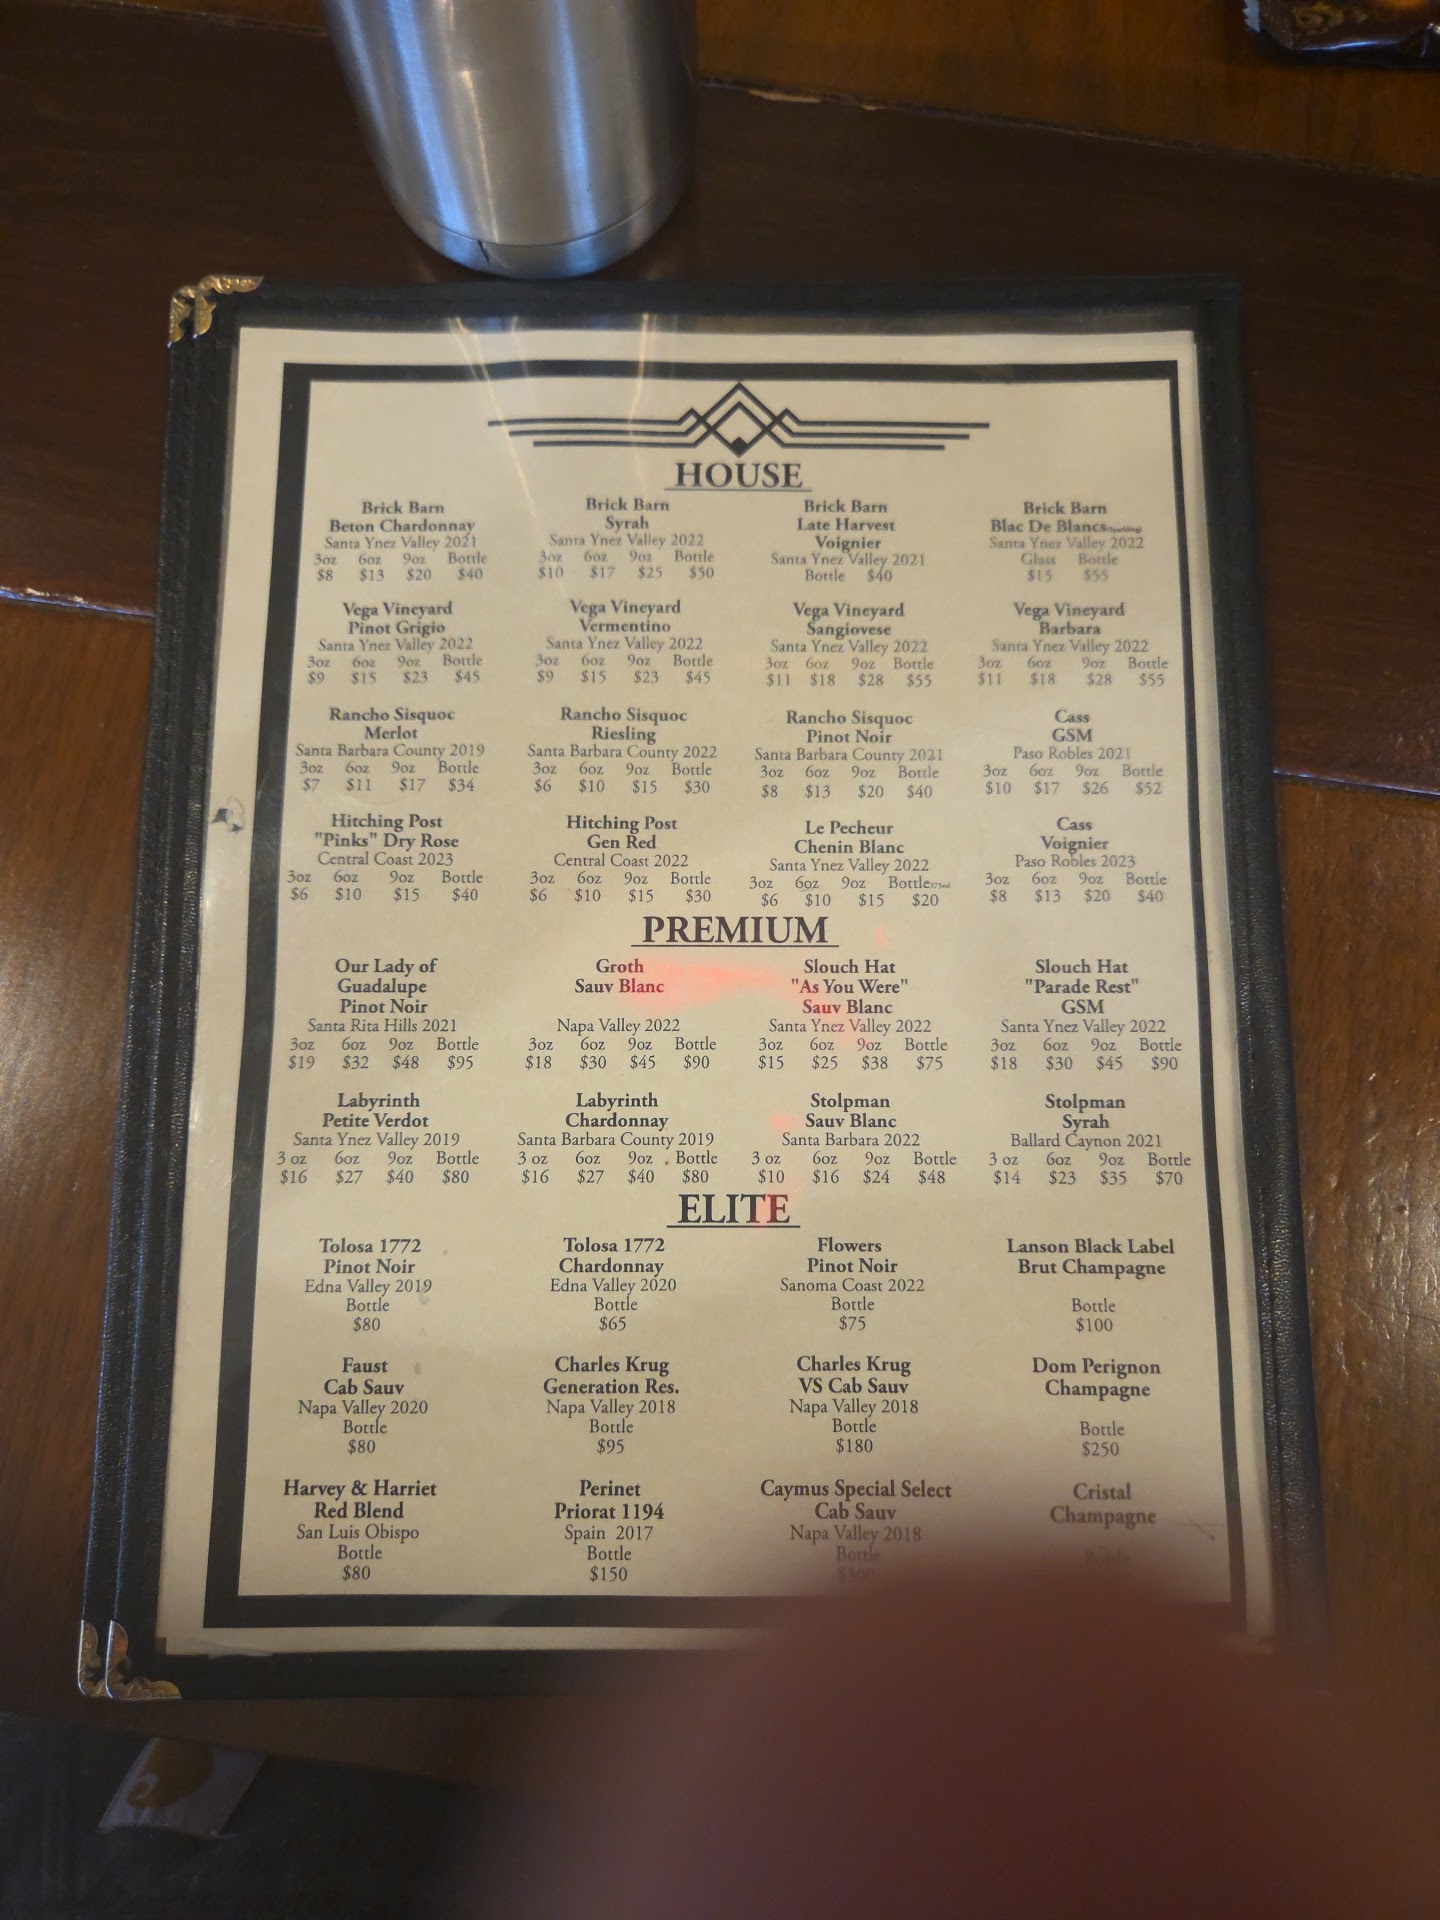 HOUSE
Brick Barn
Beton Chardonnay
Santa Ynez Valley 2021
3oz 6oz 9oz Bottle
$8 $13 $20 $40
Brick Barn
Syrah
Santa Ynez Valley 2022
3oz 6oz 9oz Bottle
$10 $17 $25 $50
Brick Barn
Late Harvest
Voignier
Santa Ynez Valley 2021
Bottle $40
Brick Barn
Blac De Blancs
Santa Ynez Valley 2022
Glass Bottle
$15 $55
Vega Vineyard
Pinot Grigio
Santa Ynez Valley 2022
3oz 6oz 9oz Bottle
$9 $15 $23 $45
Vega Vineyard
Vermentino
Santa Ynez Valley 2022
3oz 6oz 9oz Bottle
$9 $15 $23 $45
Vega Vineyard
Sangiovese
Santa Ynez Valley 2022
3oz 6oz 9oz Bottle
$11 $18 $28 $55
Vega Vineyard
Barbara
Santa Ynez Valley 2022
3oz 6oz 9oz Bottle
$11 $18 $28 $55
Rancho Sisquoc
Merlot
Santa Barbara County 2019
3oz 6oz 9oz Bottle
$7 $11 $17 $34
Rancho Sisquoc
Riesling
Santa Barbara County 2022
3oz 6oz 9oz Bottle
$6 $10 $15 $30
Rancho Sisquoc
Pinot Noir
Santa Barbara County 2021
3oz 6oz 9oz Bottle
$8 $13 $20 $40
Cass
GSM
Paso Robles 2021
3oz 6oz 9oz Bottle
$10 $17 $26 $52
Hitching Post
"Pinks" Dry Rose
Central Coast 2023
3oz 6oz 9oz Bottle
$6 $10 $15 $40
Hitching Post
Gen Red
Central Coast 2022
3oz 6oz 9oz Bottle
$6 $10 $15 $30
Le Pecheur
Chenin Blanc
Santa Ynez Valley 2022
3oz 6oz 9oz Bottle 375ml
$6 $10 $15 $20
Cass
Voignier
Paso Robles 2023
3oz 6oz 9oz Bottle
$8 $13 $20 $40
PREMIUM
Our Lady of
Guadalupe
Pinot Noir
Santa Rita Hills 2021
3oz 6oz 9oz Bottle
$19 $32 $48 $95
Groth
Sauv Blanc
Napa Valley 2022
3oz 6oz 9oz Bottle
$18 $30 $45 $90
Slouch Hat
"As You Were"
Sauv Blanc
Santa Ynez Valley 2022
3oz 6oz 9oz Bottle
$15 $25 $38 $75
Slouch Hat
"Parade Rest"
GSM
Santa Ynez Valley 2022
3oz 6oz 9oz Bottle
$18 $30 $45 $90
Labyrinth
Petite Verdot
Santa Ynez Valley 2019
3 oz 6oz 9oz Bottle
$16 $27 $40 $80
Labyrinth
Chardonnay
Santa Barbara County 2019
3 oz 6oz 9oz Bottle
$16 $27 $40 $80
Stolpman
Sauv Blanc
Santa Barbara 2022
3 oz 6oz 9oz Bottle
$10 $16 $24 $48
Stolpman
Syrah
Ballard Caynon 2021
3 oz 6oz 9oz Bottle
$14 $23 $35 $70
ELITE
Tolosa 1772
Pinot Noir
Edna Valley 2019
Bottle
$80
Tolosa 1772
Chardonnay
Edna Valley 2020
Bottle
$65
Flowers
Pinot Noir
Sanoma Coast 2022
Bottle
$75
Lanson Black Label
Brut Champagne
Bottle
$100
Faust
Cab Sauv
Napa Valley 2020
Bottle
$80
Charles Krug
Generation Res.
Napa Valley 2018
Bottle
$95
Charles Krug
VS Cab Sauv
Napa Valley 2018
Bottle
$180
Dom Perignon
Champagne
Bottle
$250
Harvey & Harriet
Red Blend
San Luis Obispo
Bottle
$80
Perinet
Priorat 1194
Spain 2017
Bottle
$150
Caymus Special Select
Cab Sauv
Napa Valley 2018
Bottle
Cristal
Champagne
Bottle